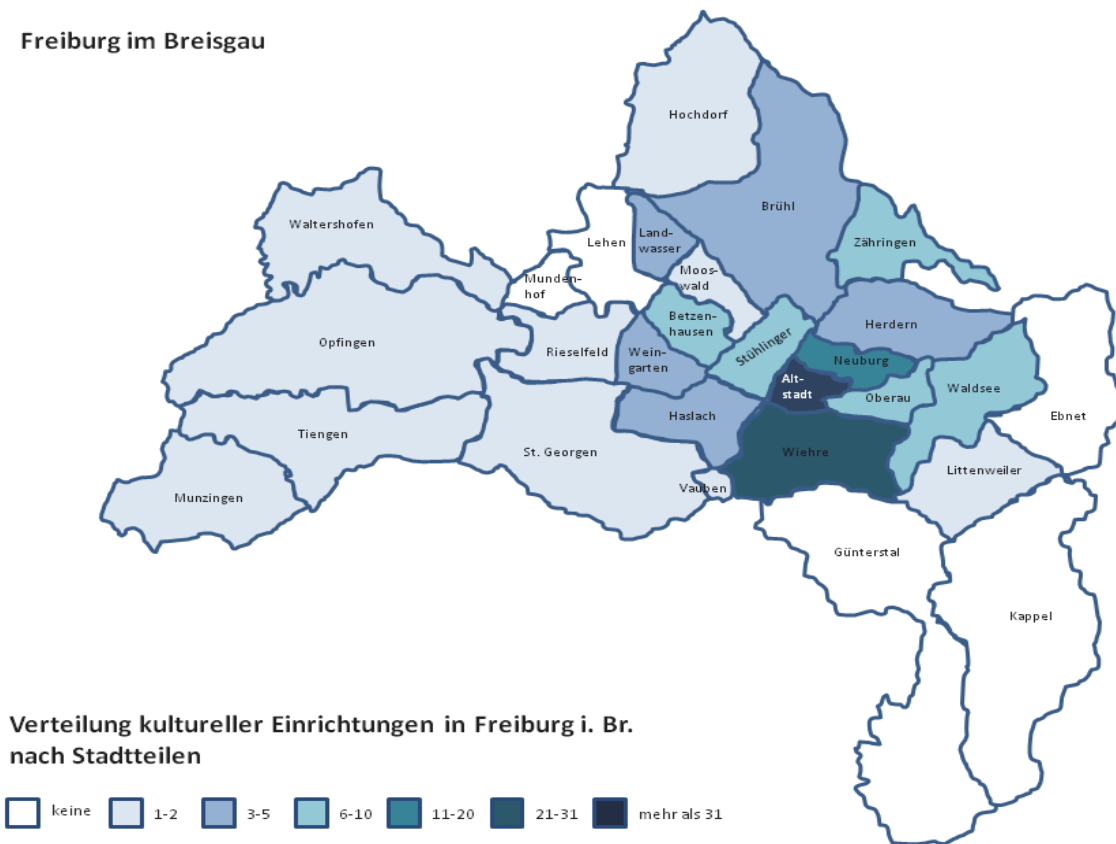 Freiburg im Breisgau
Hochdorf
Brühl
Waltershofen
Lehen
Land-
wasser
Zähringen
Moos-
wald
Munden-
hof
Betzen-
hausen
Herdern
Opfingen
Rieselfeld
Wein-
garten
Stühlinger
Neuburg
Alt-
stadt
Oberau
Waldsee
Ebnet
Haslach
Tiengen
St. Georgen
Wiehre
Littenweiler
Munzingen
Vauben
Günterstal
Kappel
Verteilung kultureller Einrichtungen in Freiburg i. Br.
nach Stadtteilen
keine
1-2
3-5
6-10
11-20
21-31
mehr als 31